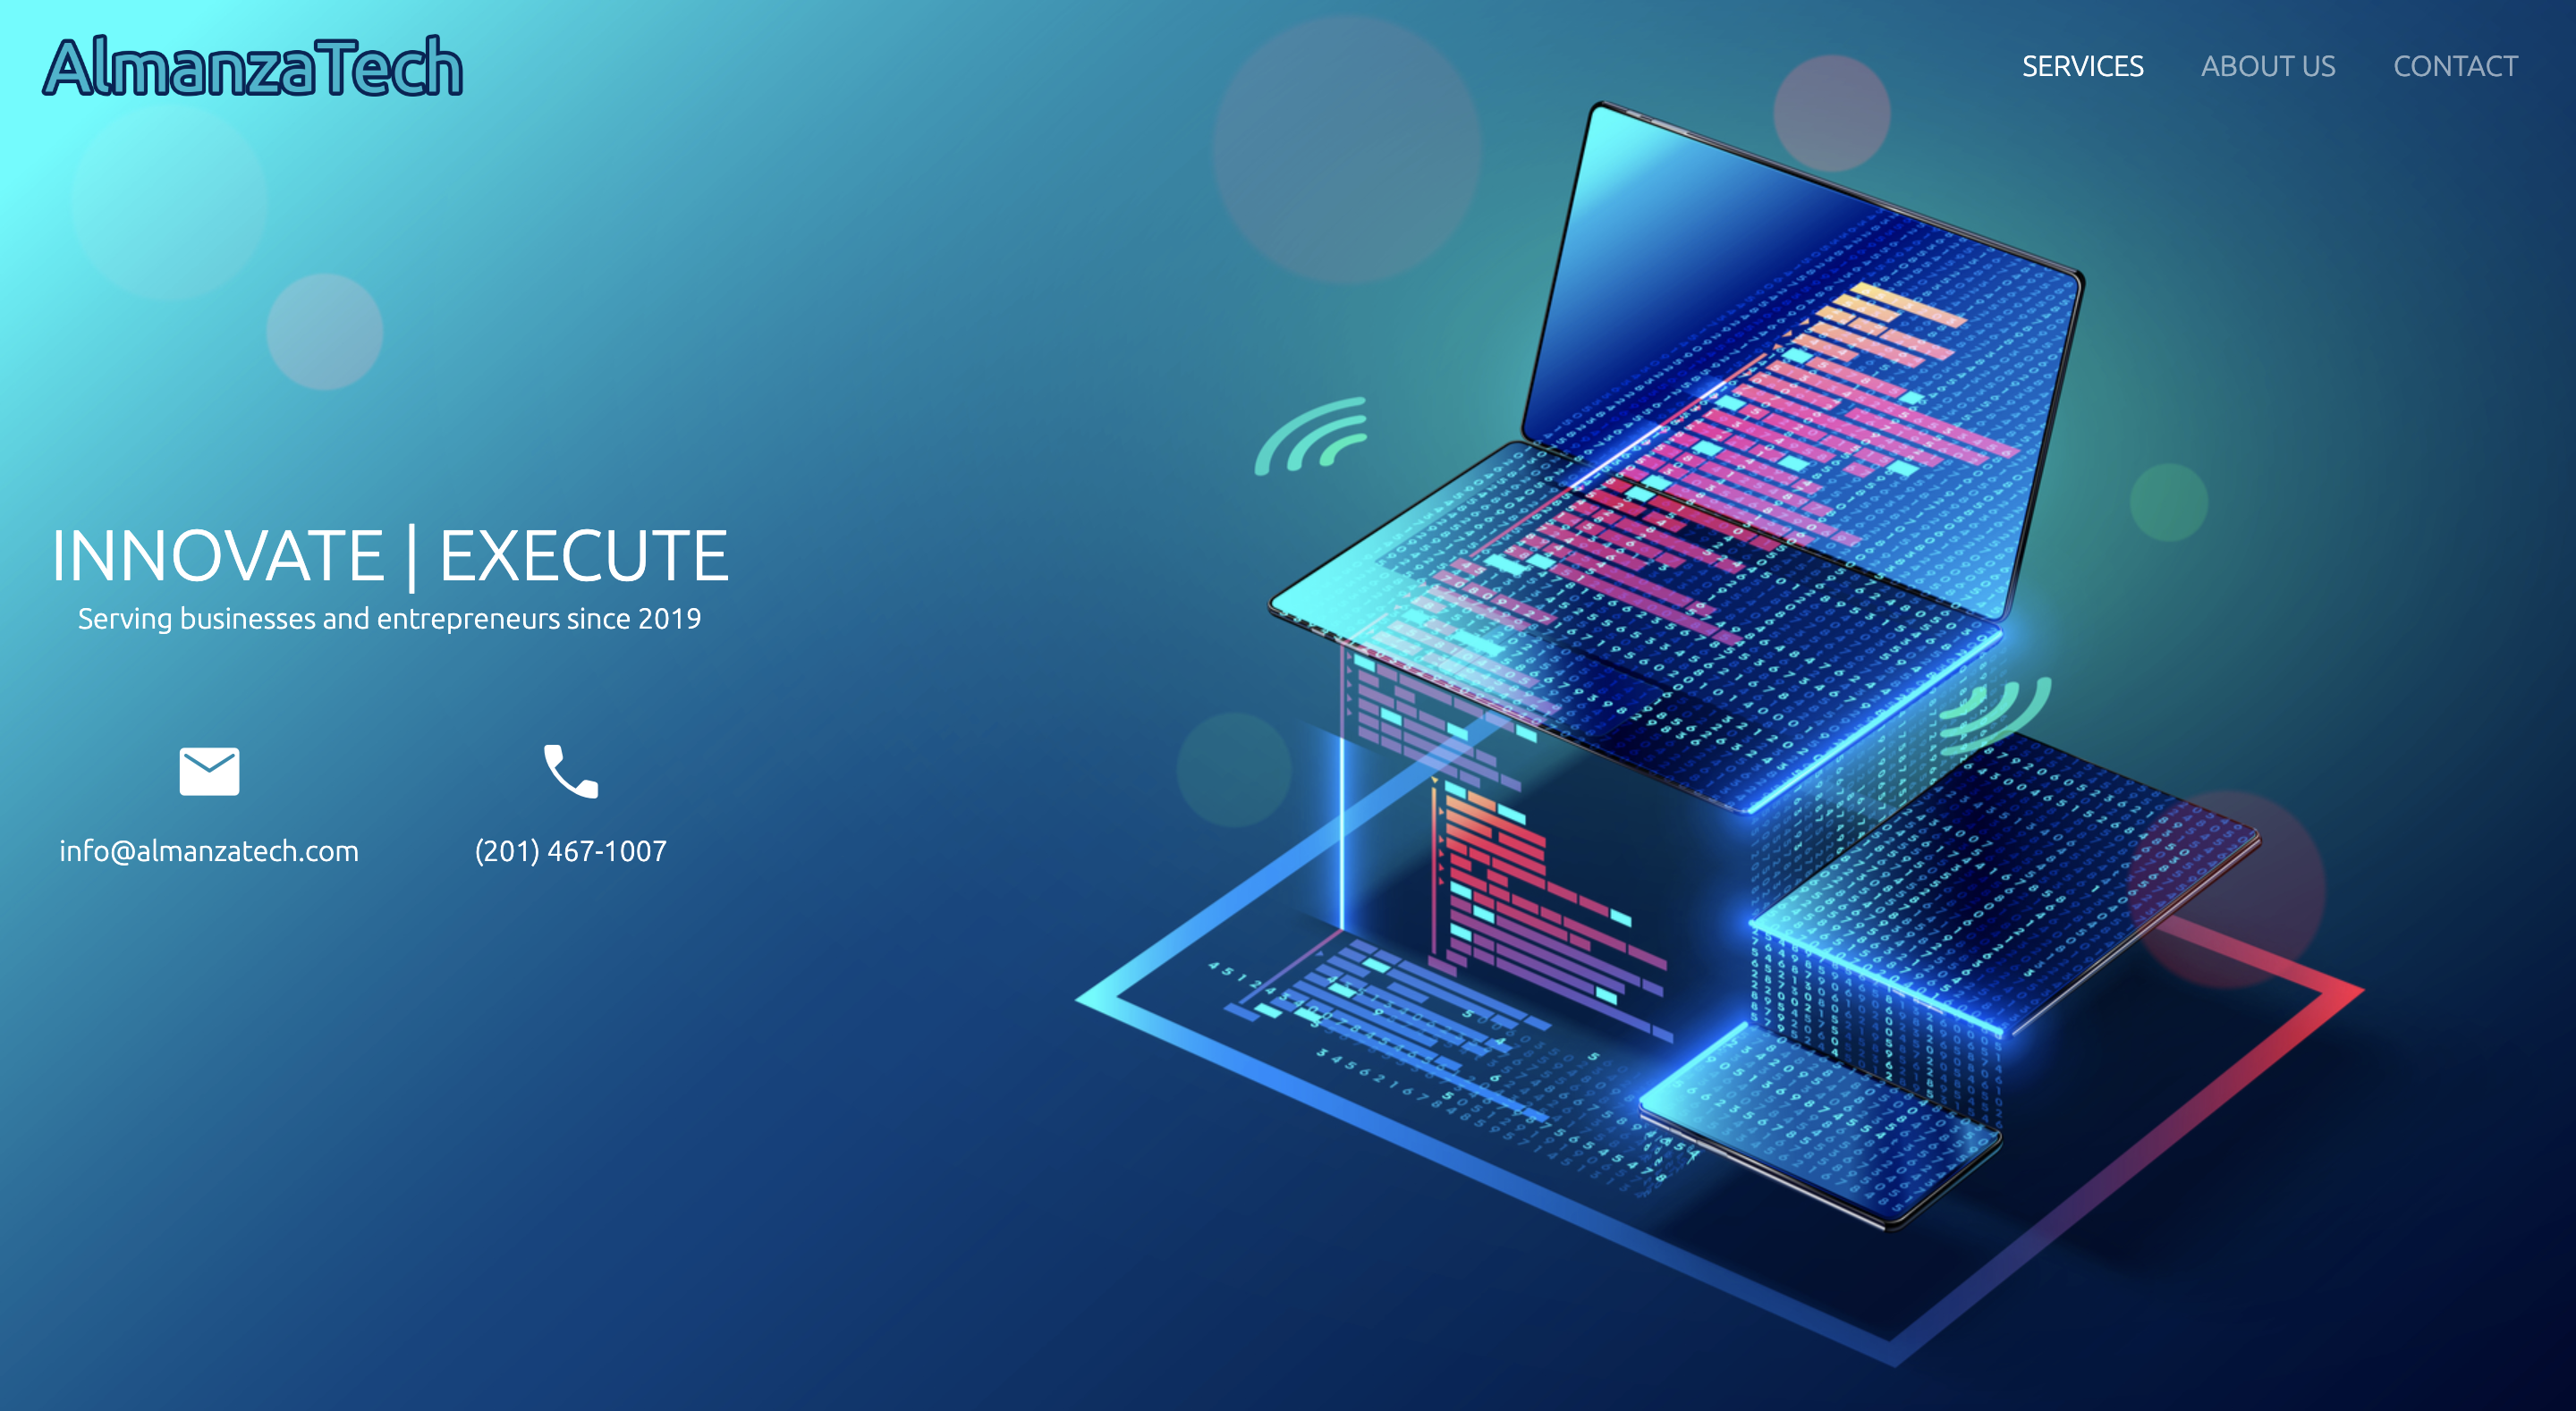 AlmanzaTech
SERVICES ABOUT US CONTACT
INNOVATE | EXECUTE
Serving businesses and entrepreneurs since 2019
info@almanzatech.com (201) 467-1007